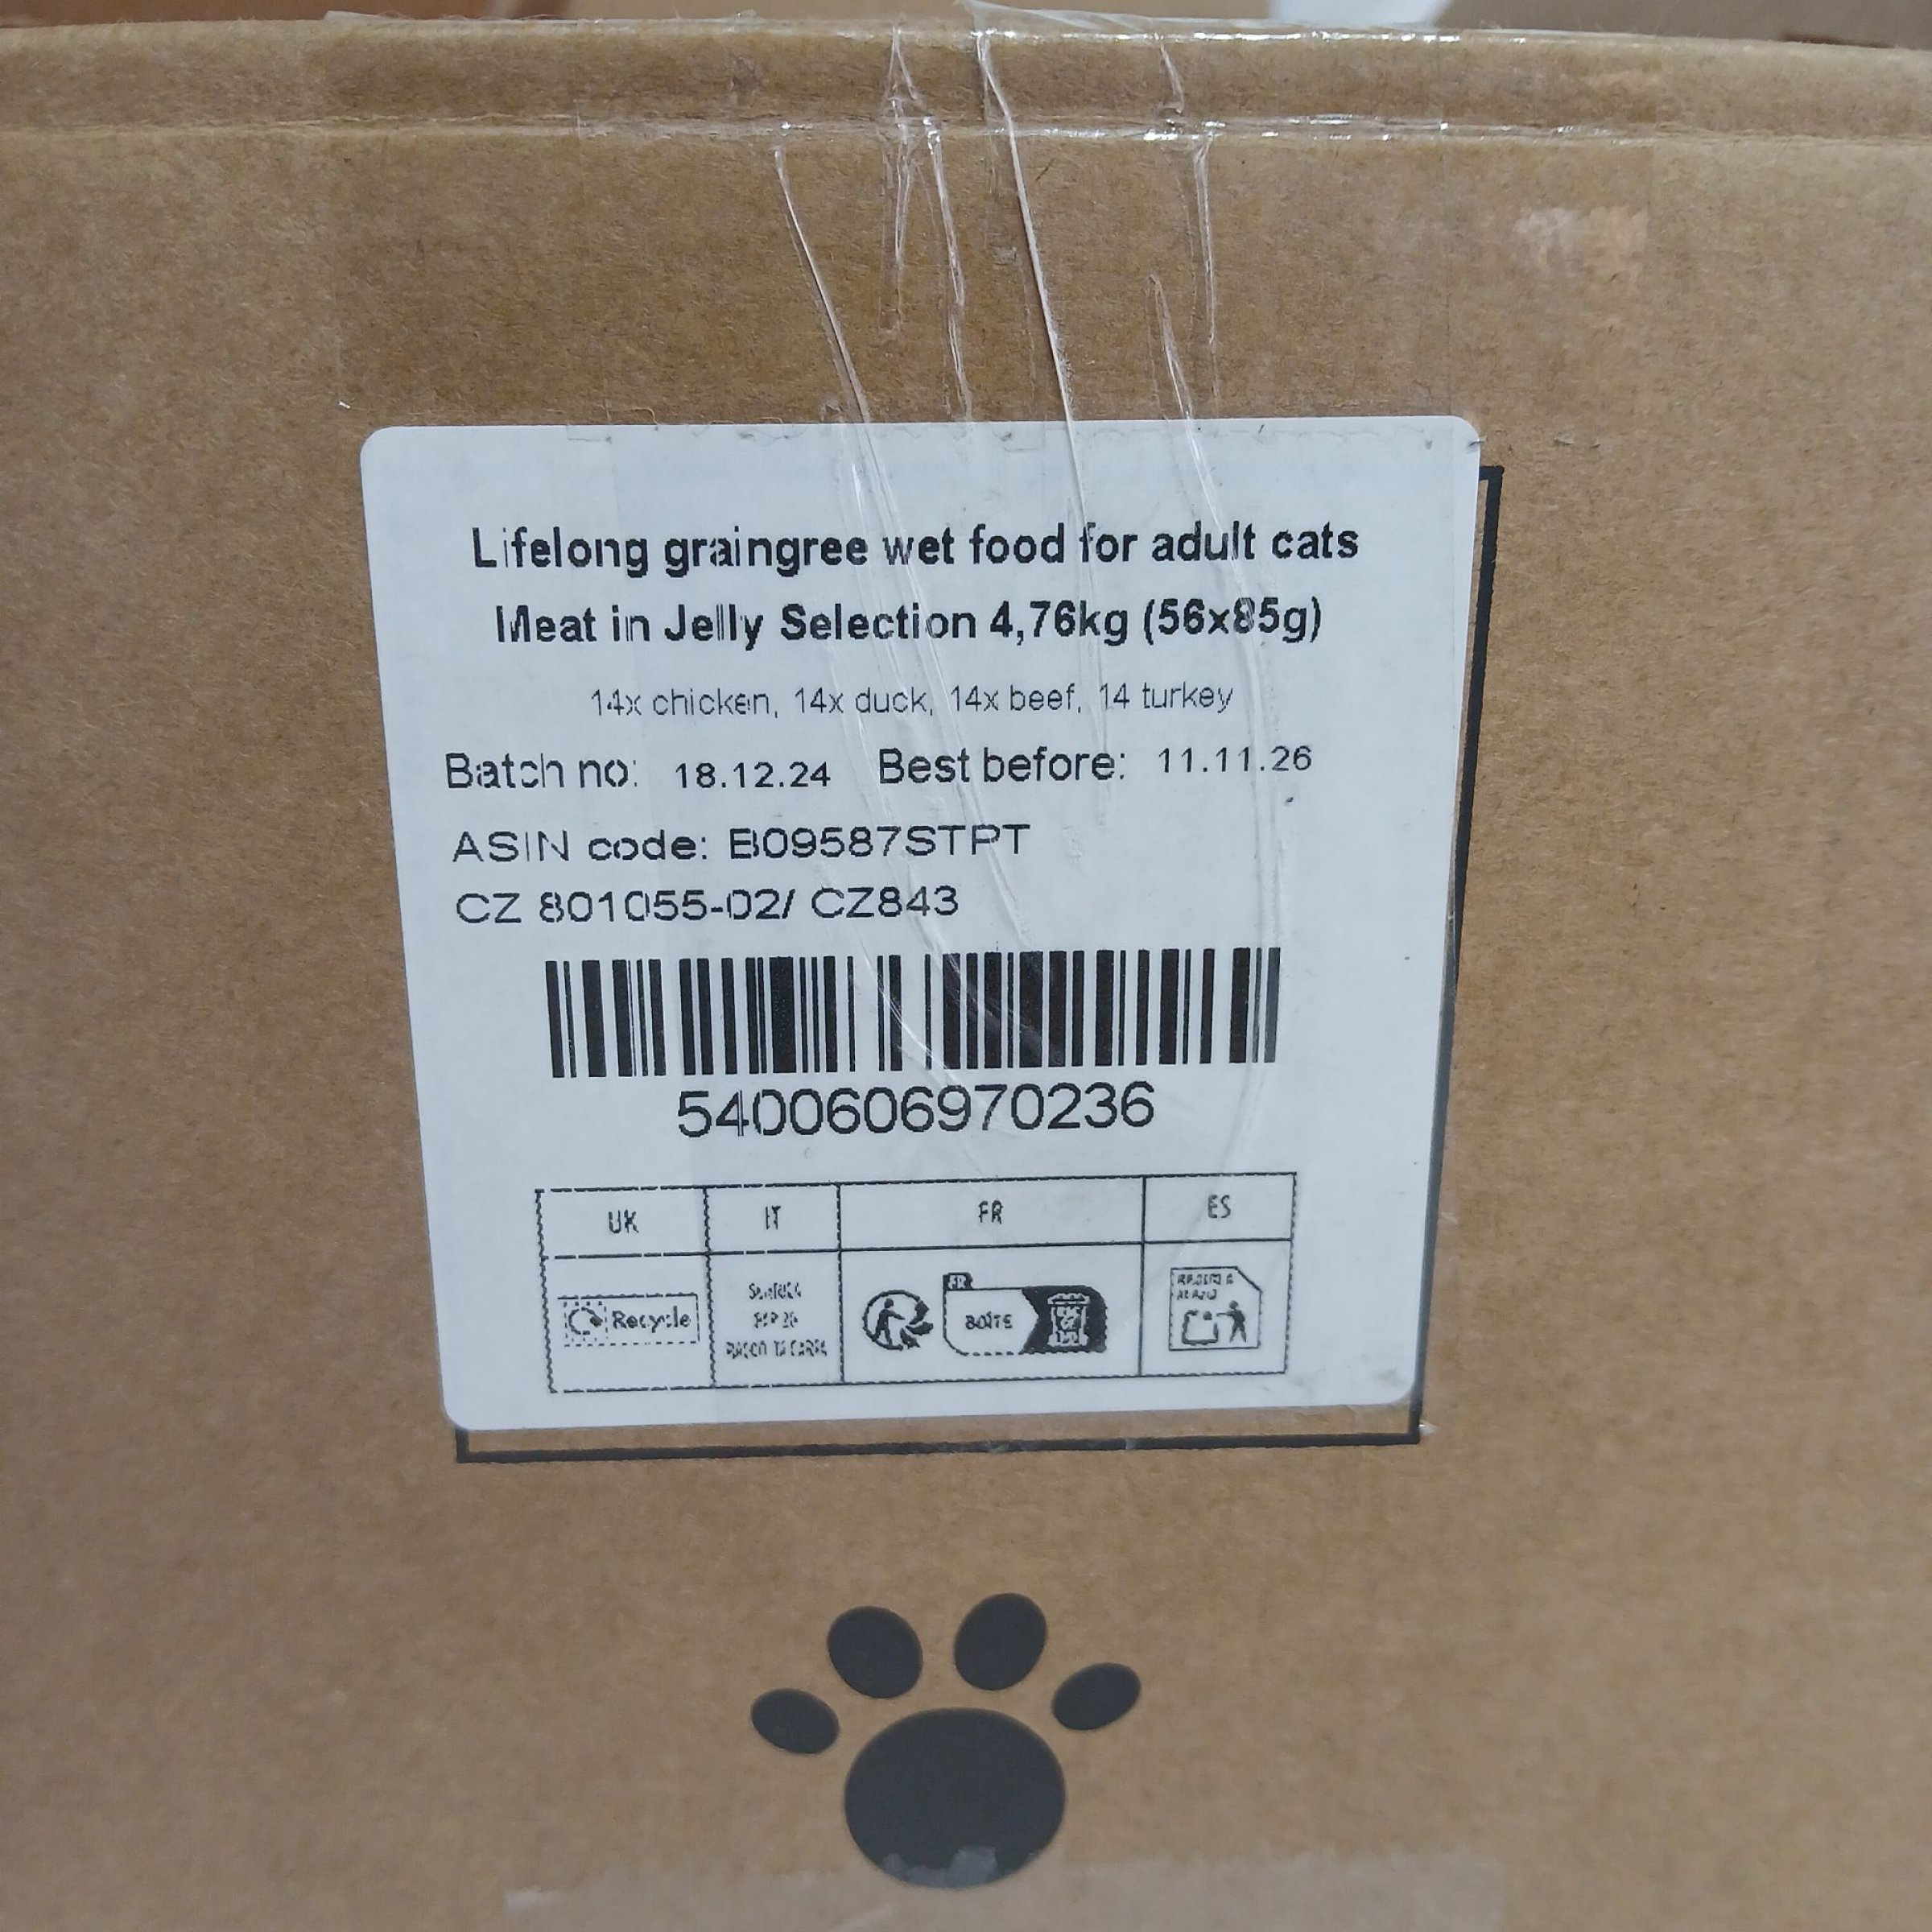 Lifelong graingree wet food for adult cats
Meat in Jelly Selection 4,76kg (56x85g)
14x chicken, 14x duck, 14x beef, 14 turkey
Batch no: 18.12.24 Best before: 11.11.26
ASIN code: B09587STPT
CZ 801055-02/ CZ843
5400606970236
UK IT FR ES
Recycle
FR
BOÎTE